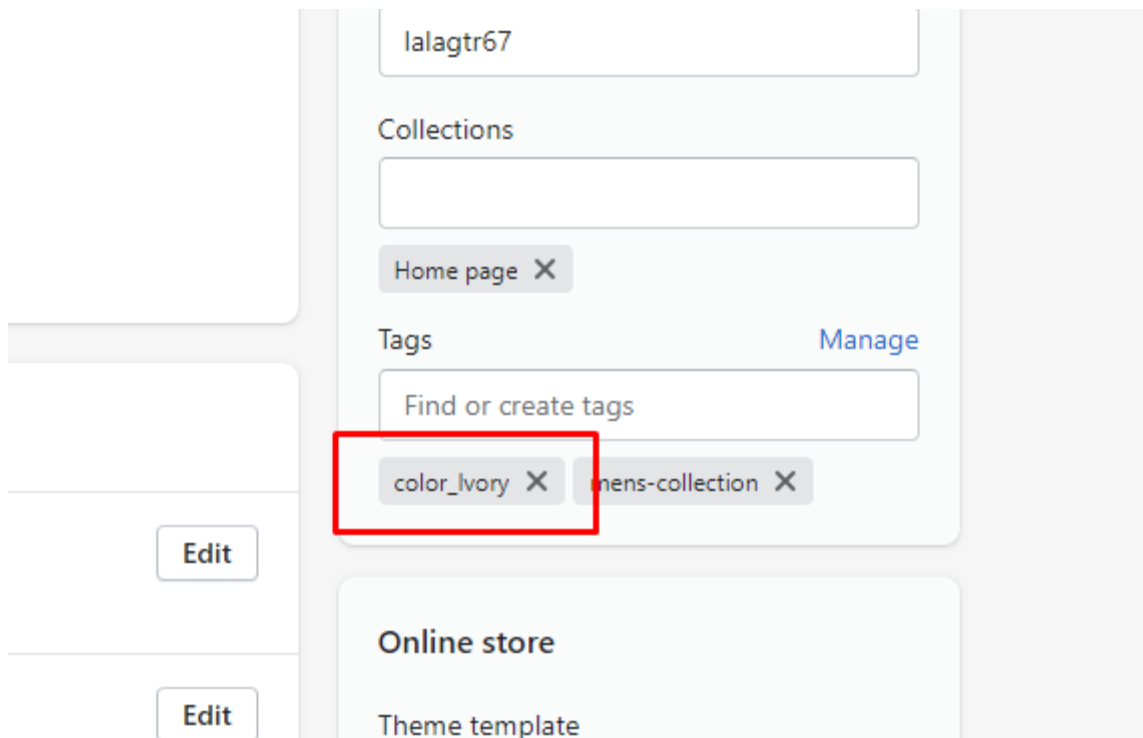 lalagtr67
Collections
Home page
Tags Manage
Find or create tags
color_Ivory mens-collection
Edit
Online store
Edit
Theme template